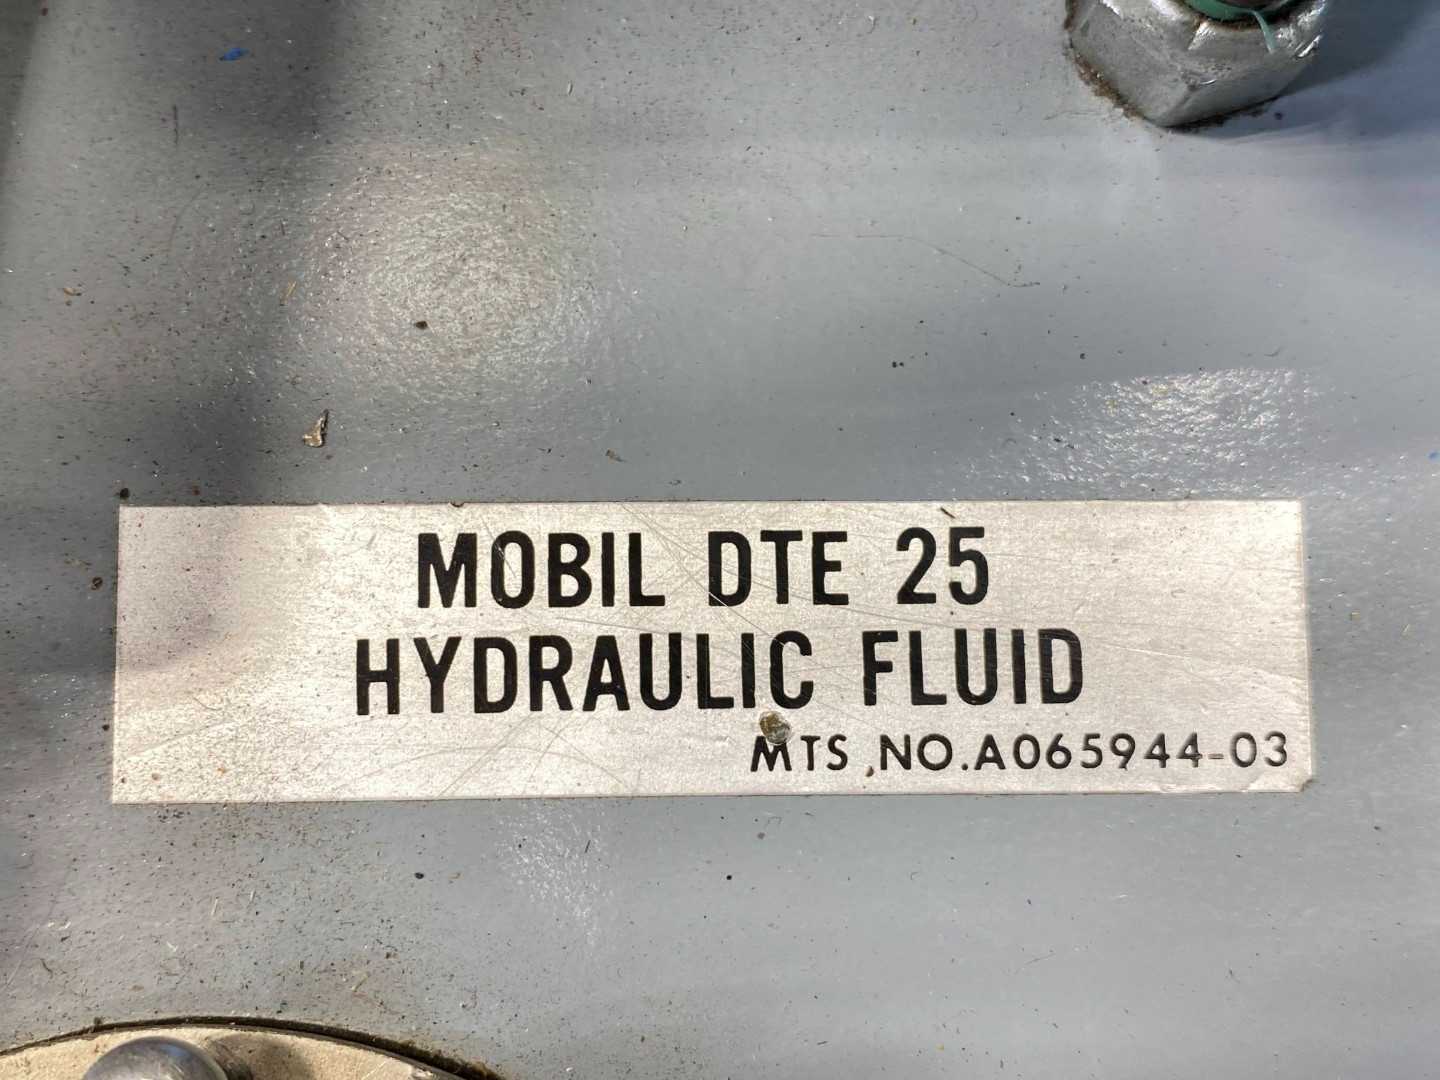 MOBIL DTE 25
HYDRAULIC FLUID
MTS NO.A065944-03